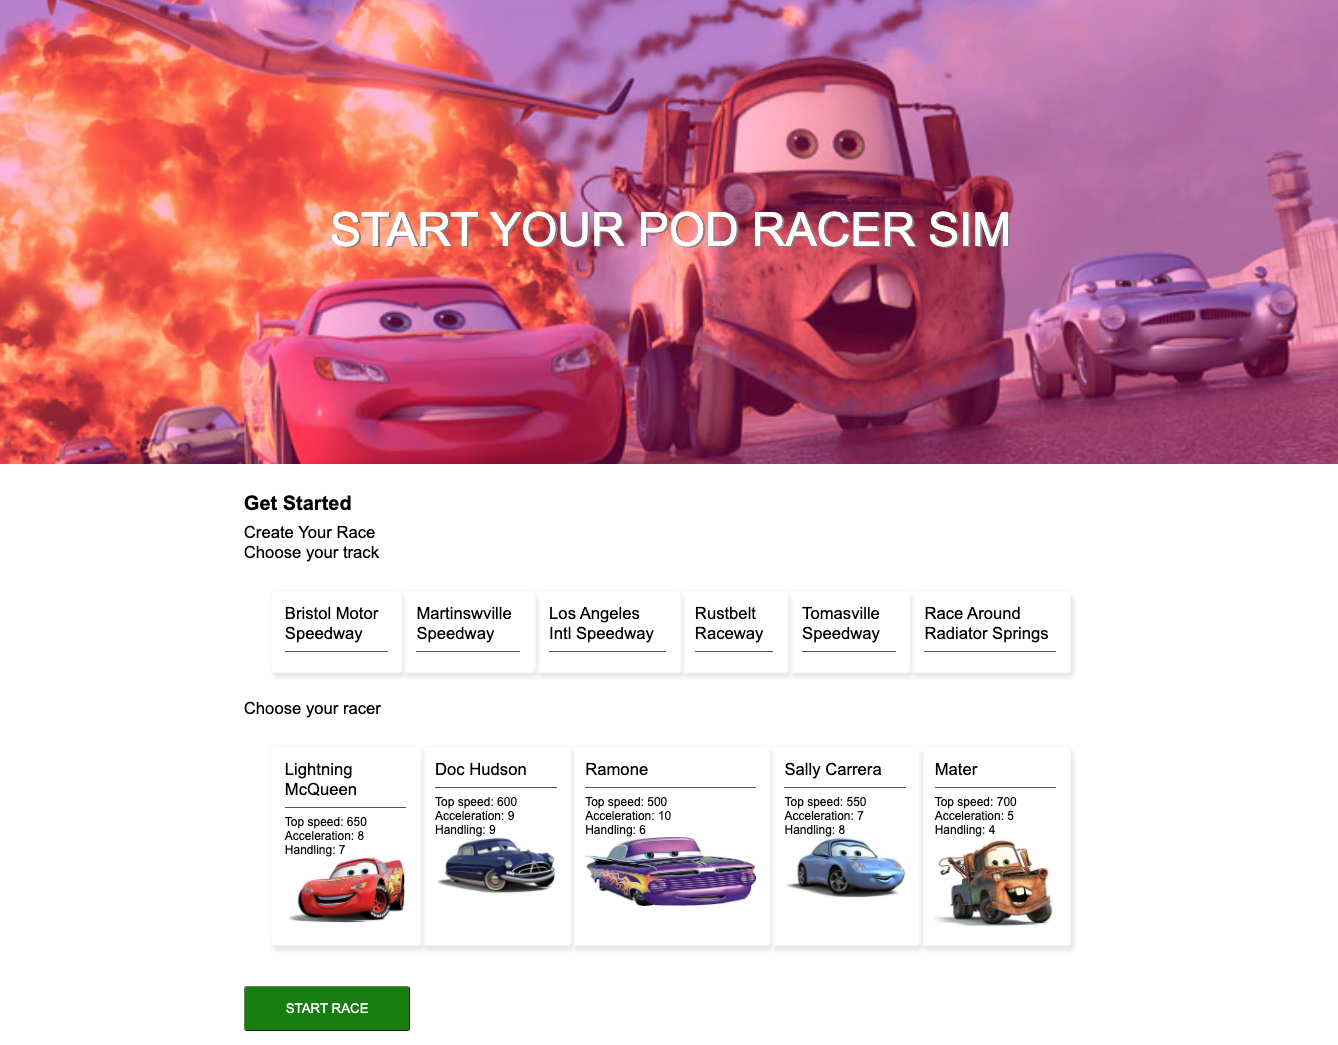 START YOUR POD RACER SIM
Get Started
Create Your Race
Choose your track
Bristol Motor
Speedway
Martinswville
Speedway
Los Angeles
Intl Speedway
Rustbelt
Raceway
Tomasville
Speedway
Race Around
Radiator Springs
Choose your racer
Lightning
McQueen
Top speed: 650
Acceleration: 8
Handling: 7
Doc Hudson
Top speed: 600
Acceleration: 9
Handling: 9
Ramone
Top speed: 500
Acceleration: 10
Handling: 6
Sally Carrera
Top speed: 550
Acceleration: 7
Handling: 8
Mater
Top speed: 700
Acceleration: 5
Handling: 4
START RACE